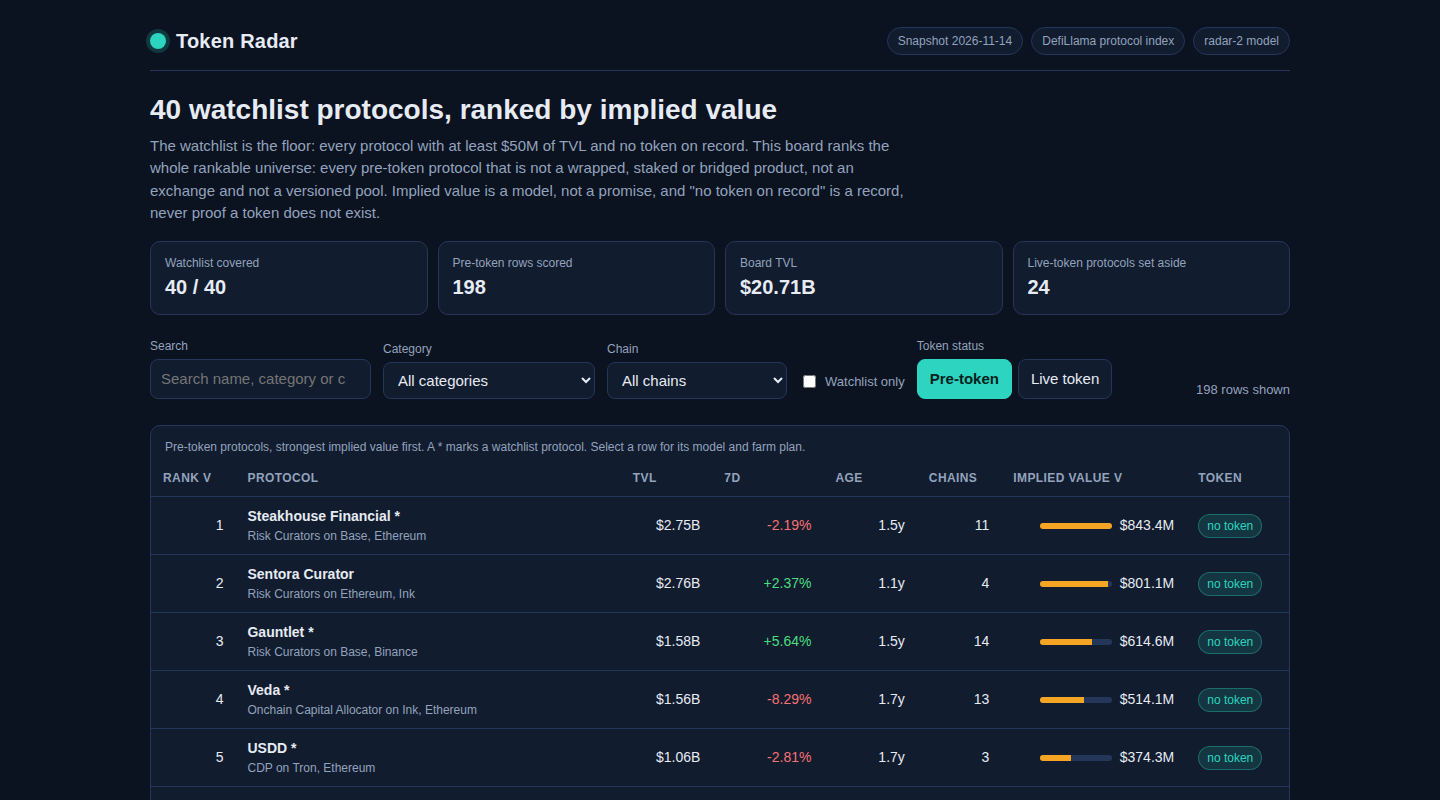 Token Radar
Snapshot 2026-11-14
DefiLlama protocol index
radar-2 model
40 watchlist protocols, ranked by implied value
The watchlist is the floor: every protocol with at least $50M of TVL and no token on record. This board ranks the
whole rankable universe: every pre-token protocol that is not a wrapped, staked or bridged product, not an
exchange and not a versioned pool. Implied value is a model, not a promise, and "no token on record" is a record,
never proof a token does not exist.
Watchlist covered
40 / 40
Pre-token rows scored
198
Board TVL
$20.71B
Live-token protocols set aside
24
Search
Search name, category or c
Category
All categories
Chain
All chains
Watchlist only
Token status
Pre-token
Live token
198 rows shown
Pre-token protocols, strongest implied value first. A * marks a watchlist protocol. Select a row for its model and farm plan.
RANK V PROTOCOL TVL 7D AGE CHAINS IMPLIED VALUE V TOKEN
1 Steakhouse Financial * $2.75B -2.19% 1.5y 11 $843.4M no token
Risk Curators on Base, Ethereum
2 Sentora Curator $2.76B +2.37% 1.1y 4 $801.1M no token
Risk Curators on Ethereum, Ink
3 Gauntlet * $1.58B +5.64% 1.5y 14 $614.6M no token
Risk Curators on Base, Binance
4 Veda * $1.56B -8.29% 1.7y 13 $514.1M no token
Onchain Capital Allocator on Ink, Ethereum
5 USDD * $1.06B -2.81% 1.7y 3 $374.3M no token
CDP on Tron, Ethereum